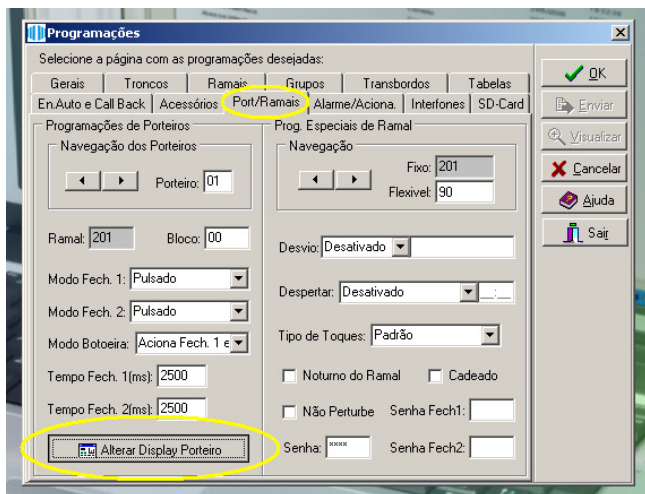 Programações
Selecione a página com as programações desejadas:
Gerais Troncos Ramais Grupos Transbordos Tabelas
En.Auto e Call Back Acessórios Port/Ramais Alarme/Aciona. Interfones SD-Card
Programações de Porteiros
Navegação dos Porteiros
Porteiro: 01
Ramal: 201 Bloco: 00
Modo Fech. 1: Pulsado
Modo Fech. 2: Pulsado
Modo Botoeira: Aciona Fech. 1 e
Tempo Fech. 1(ms): 2500
Tempo Fech. 2(ms): 2500
Alterar Display Porteiro
Prog. Especiais de Ramal
Navegação
Fixo: 201
Flexivel: 90
Desvio: Desativado
Despertar: Desativado __:__
Tipo de Toques: Padrão
Noturno do Ramal Cadeado
Não Perturbe Senha Fech1:
Senha: **** Senha Fech2:
OK
Enviar
Visualizar
Cancelar
Ajuda
Sair